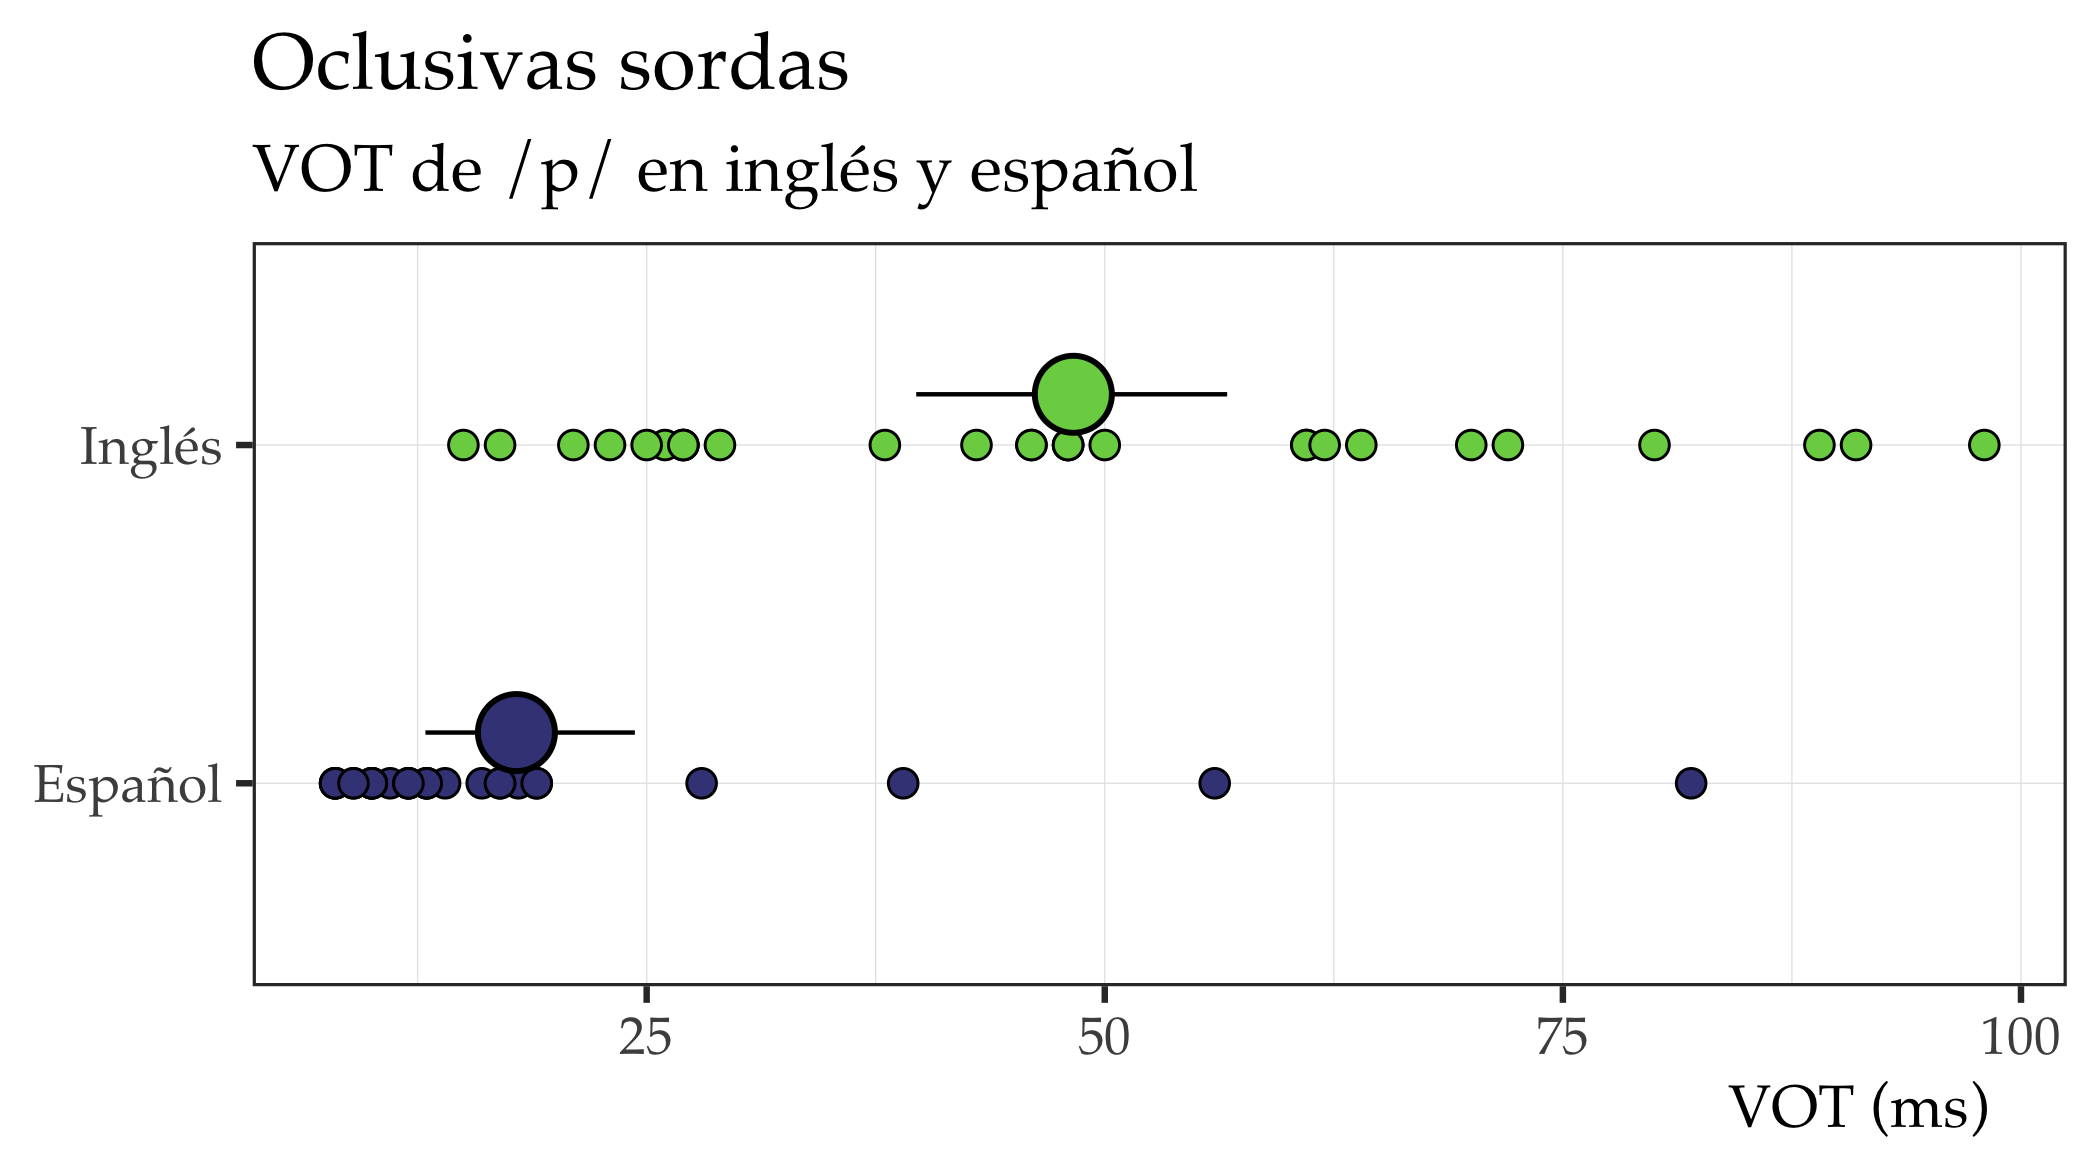 Oclusivas sordas
VOT de /p/ en inglés y español
Inglés
Español
25 50 75 100
VOT (ms)